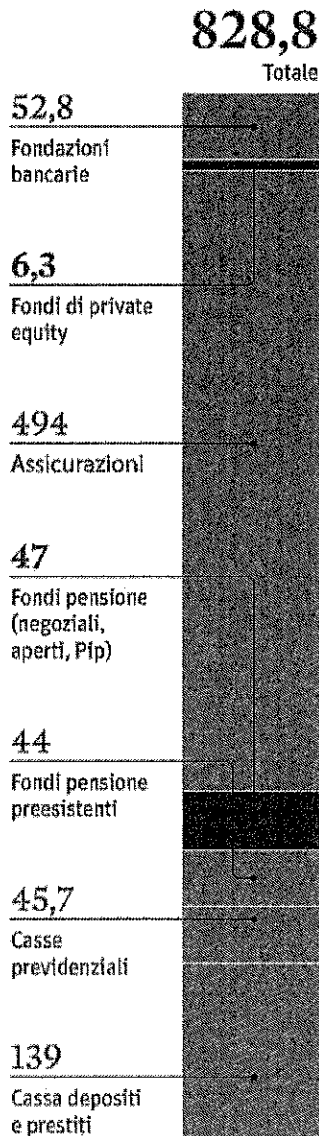 828,8
Totale
52,8
Fondazioni
bancarie
6,3
Fondi di private
equity
494
Assicurazioni
47
Fondi pensione
(negoziali,
aperti, Pip)
44
Fondi pensione
preesistenti
45,7
Casse
previdenziali
139
Cassa depositi
e prestiti